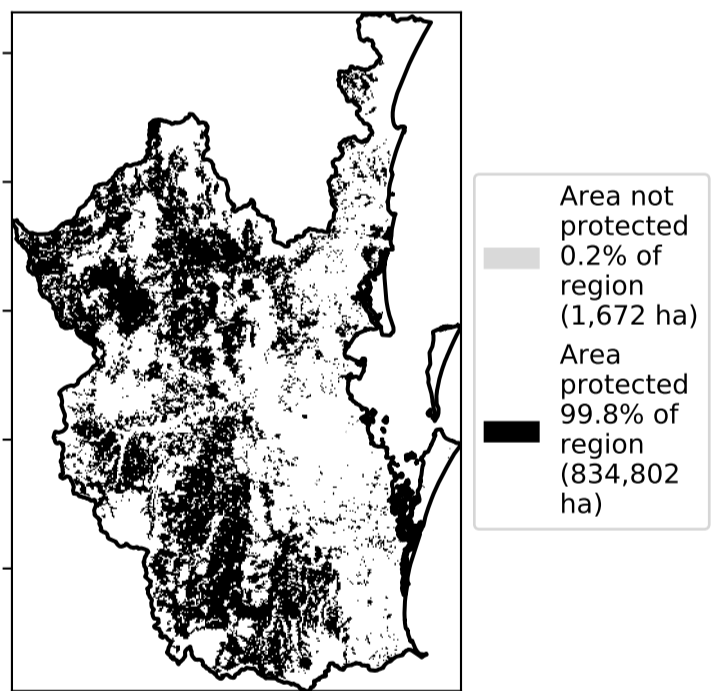 Area not
protected
0.2% of
region
(1,672 ha)
Area
protected
99.8% of
region
(834,802
ha)